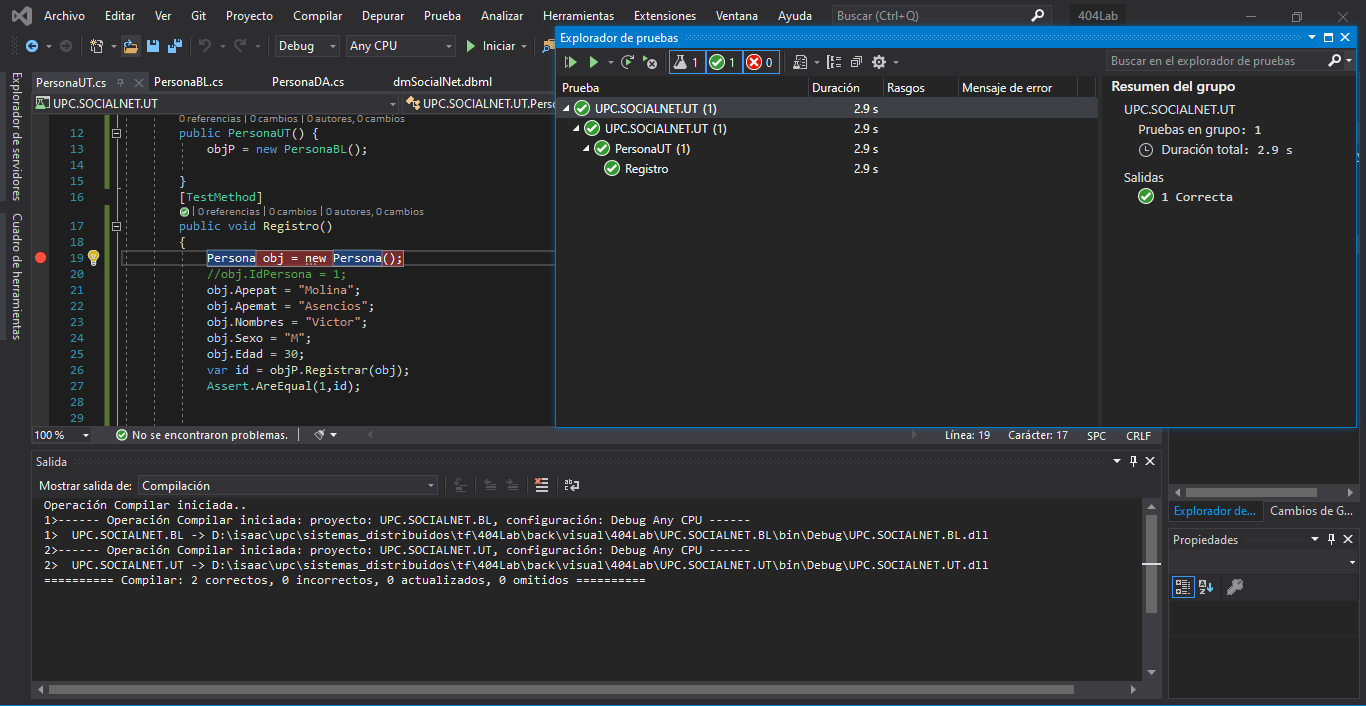 Archivo Editar Ver Git Proyecto Compilar Depurar Prueba Analizar Herramientas Extensiones Ventana Ayuda Buscar (Ctrl+Q) 404Lab
Debug Any CPU Iniciar
Explorador de servidores
Cuadro de herramientas
PersonaUT.cs PersonaBL.cs PersonaDA.cs dmSocialNet.dbml
UPC.SOCIALNET.UT UPC.SOCIALNET.UT.Perso
0 referencias | 0 cambios | 0 autores, 0 cambios
12 public PersonaUT() {
13 objP = new PersonaBL();
14
15 }
16 [TestMethod]
| 0 referencias | 0 cambios | 0 autores, 0 cambios
17 public void Registro()
18 {
19 Persona obj = new Persona();
20 //obj.IdPersona = 1;
21 obj.Apepat = "Molina";
22 obj.Apemat = "Asencios";
23 obj.Nombres = "Victor";
24 obj.Sexo = "M";
25 obj.Edad = 30;
26 var id = objP.Registrar(obj);
27 Assert.AreEqual(1,id);
28
29
100 % No se encontraron problemas. Línea: 19 Carácter: 17 SPC CRLF
Explorador de pruebas
1 1 0 Buscar en el explorador de pruebas
Prueba Duración Rasgos Mensaje de error
UPC.SOCIALNET.UT (1) 2.9 s
UPC.SOCIALNET.UT (1) 2.9 s
PersonaUT (1) 2.9 s
Registro 2.9 s
Resumen del grupo
UPC.SOCIALNET.UT
Pruebas en grupo: 1
Duración total: 2.9 s
Salidas
1 Correcta
Salida
Mostrar salida de: Compilación
Operación Compilar iniciada..
1>------ Operación Compilar iniciada: proyecto: UPC.SOCIALNET.BL, configuración: Debug Any CPU ------
1> UPC.SOCIALNET.BL -> D:\isaac\upc\sistemas_distribuidos\tf\404Lab\back\visual\404Lab\UPC.SOCIALNET.BL\bin\Debug\UPC.SOCIALNET.BL.dll
2>------ Operación Compilar iniciada: proyecto: UPC.SOCIALNET.UT, configuración: Debug Any CPU ------
2> UPC.SOCIALNET.UT -> D:\isaac\upc\sistemas_distribuidos\tf\404Lab\back\visual\404Lab\UPC.SOCIALNET.UT\bin\Debug\UPC.SOCIALNET.UT.dll
========== Compilar: 2 correctos, 0 incorrectos, 0 actualizados, 0 omitidos ==========
Explorador de... Cambios de G...
Propiedades